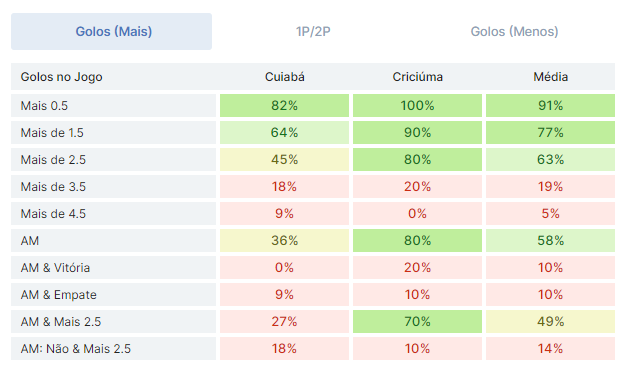 Golos (Mais) 1P/2P Golos (Menos)
Golos no Jogo Cuiabá Criciúma Média
Mais 0.5 82% 100% 91%
Mais de 1.5 64% 90% 77%
Mais de 2.5 45% 80% 63%
Mais de 3.5 18% 20% 19%
Mais de 4.5 9% 0% 5%
AM 36% 80% 58%
AM & Vitória 0% 20% 10%
AM & Empate 9% 10% 10%
AM & Mais 2.5 27% 70% 49%
AM: Não & Mais 2.5 18% 10% 14%